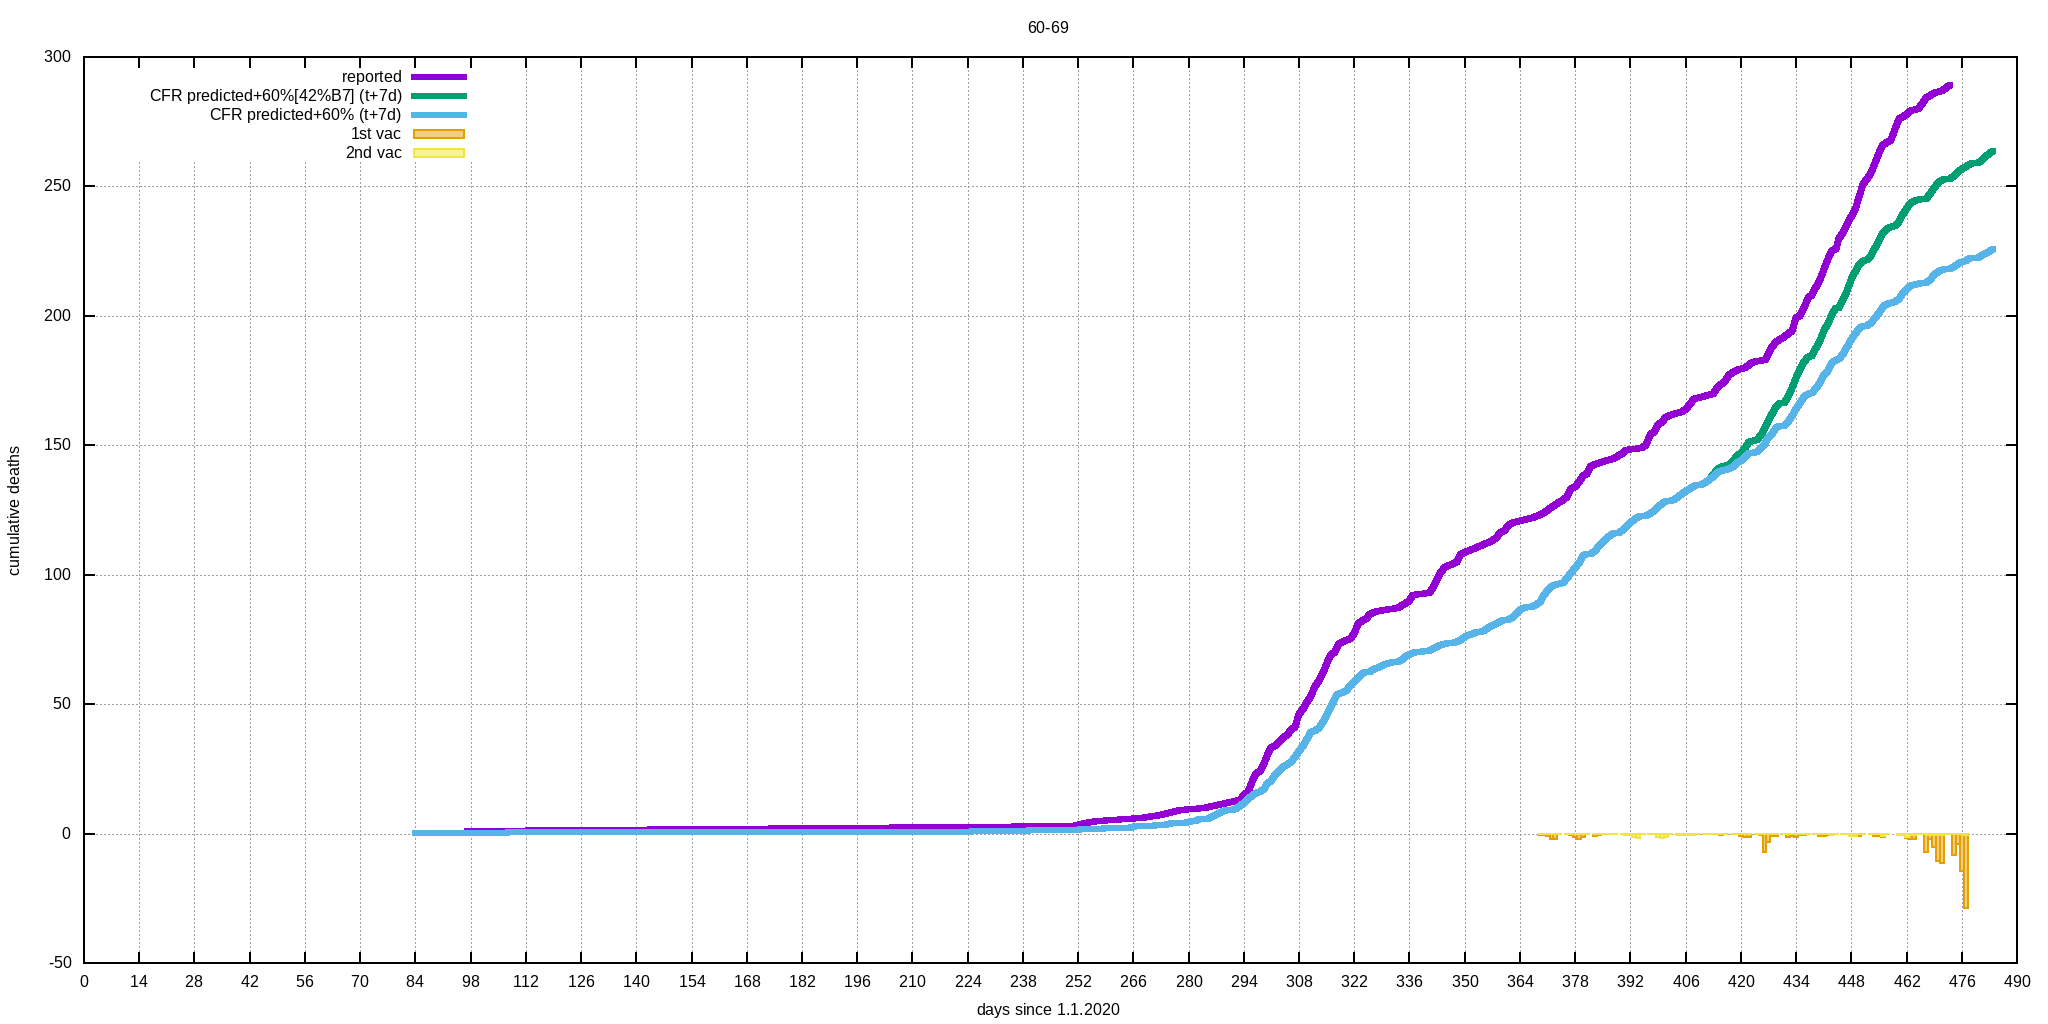 60-69
300
250
200
150
100
50
0
-50
cumulative deaths
reported
CFR predicted+60%[42%B7] (t+7d)
CFR predicted+60% (t+7d)
1st vac
2nd vac
0 14 28 42 56 70 84 98 112 126 140 154 168 182 196 210 224 238 252 266 280 294 308 322 336 350 364 378 392 406 420 434 448 462 476 490
days since 1.1.2020